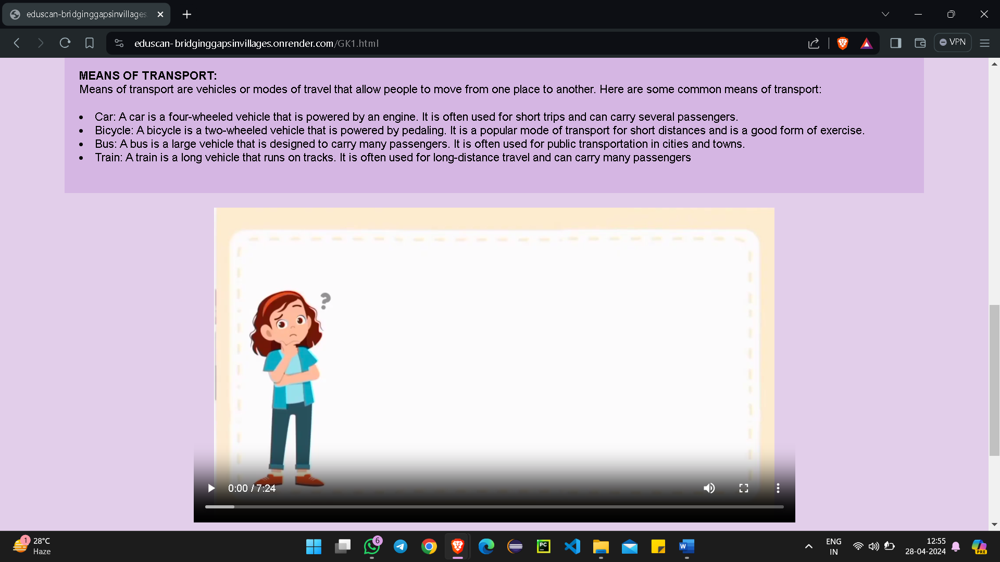 eduscan-bridginggapsinvillages
eduscan-bridginggapsinvillages.onrender.com/GK1.html
VPN
MEANS OF TRANSPORT:
Means of transport are vehicles or modes of travel that allow people to move from one place to another. Here are some common means of transport:
• Car: A car is a four-wheeled vehicle that is powered by an engine. It is often used for short trips and can carry several passengers.
• Bicycle: A bicycle is a two-wheeled vehicle that is powered by pedaling. It is a popular mode of transport for short distances and is a good form of exercise.
• Bus: A bus is a large vehicle that is designed to carry many passengers. It is often used for public transportation in cities and towns.
• Train: A train is a long vehicle that runs on tracks. It is often used for long-distance travel and can carry many passengers
?
0:00 / 7:24
1
28°C
Haze
6
PC
W
ENG
IN
12:55
28-04-2024
PRE